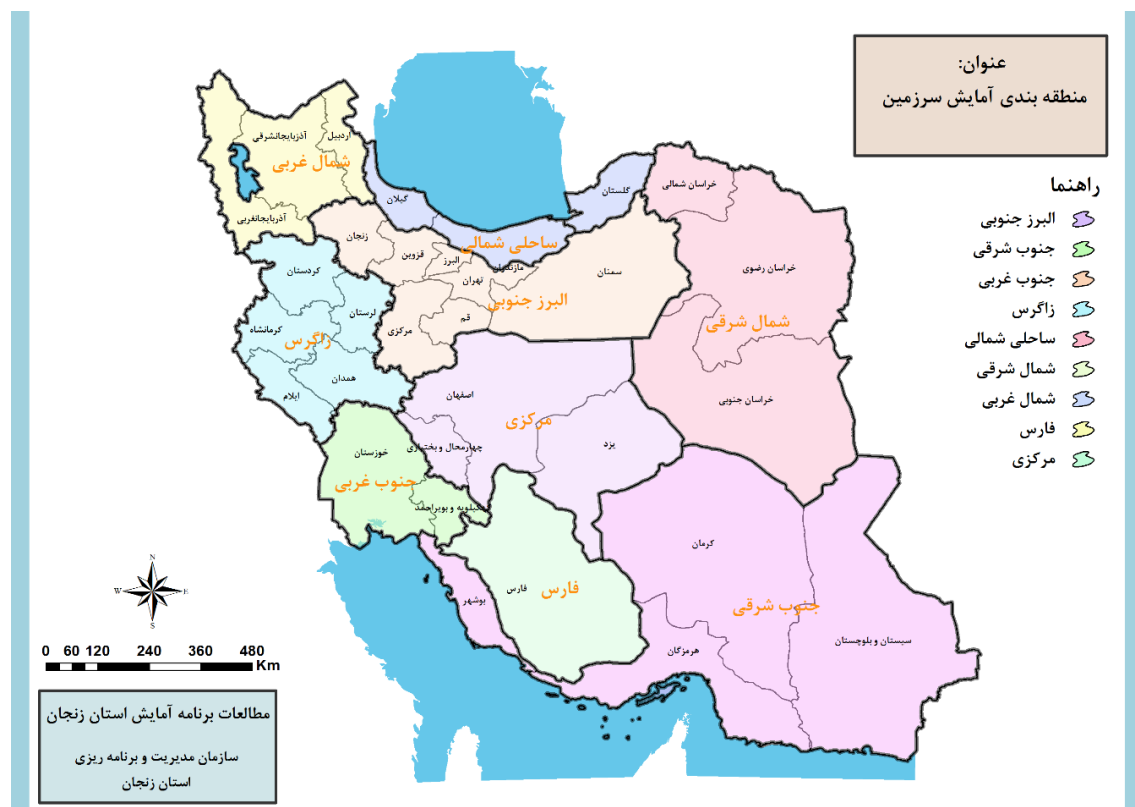 عنوان:
منطقه بندی آمایش سرزمین
راهنما
البرز جنوبی
جنوب شرقی
جنوب غربی
زاگرس
ساحلی شمالی
شمال شرقی
شمال غربی
فارس
مرکزی
آذربایجانشرقی
اردبیل
شمال غربی
آذربایجانغربی
گیلان
گلستان
خراسان شمالی
زنجان
ساحلی شمالی
قزوین
البرز
مازندران
تهران
سمنان
خراسان رضوی
کردستان
لرستان
البرز جنوبی
قم
مرکزی
شمال شرقی
کرمانشاه
زاگرس
همدان
ایلام
اصفهان
خراسان جنوبی
مرکزی
یزد
چهارمحال و بختیاری
خوزستان
جنوب غربی
کهگیلویه و بویراحمد
کرمان
فارس
فارس
بوشهر
جنوب شرقی
سیستان و بلوچستان
هرمزگان
N
W
E
S
0 60 120 240 360 480
Km
مطالعات برنامه آمایش استان زنجان
سازمان مدیریت و برنامه ریزی
استان زنجان